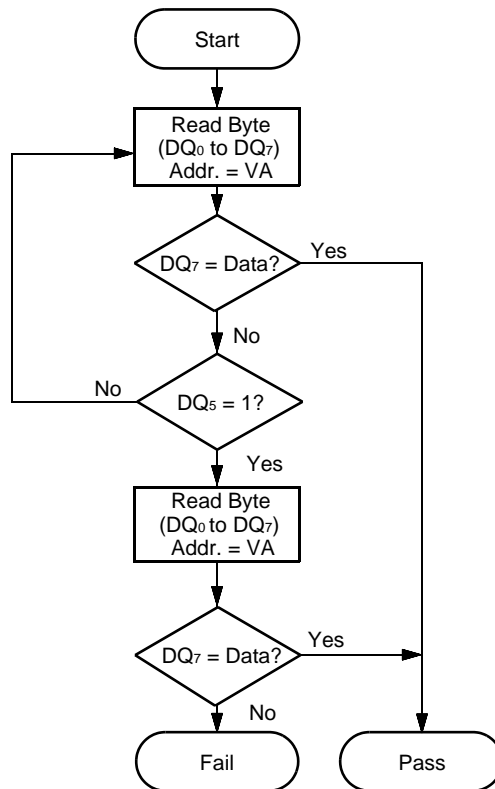 Start
Read Byte
(DQ₀ to DQ₇)
Addr. = VA
DQ₇ = Data?
Yes
No
No
DQ₅ = 1?
Yes
Read Byte
(DQ₀ to DQ₇)
Addr. = VA
DQ₇ = Data?
Yes
No
Fail
Pass